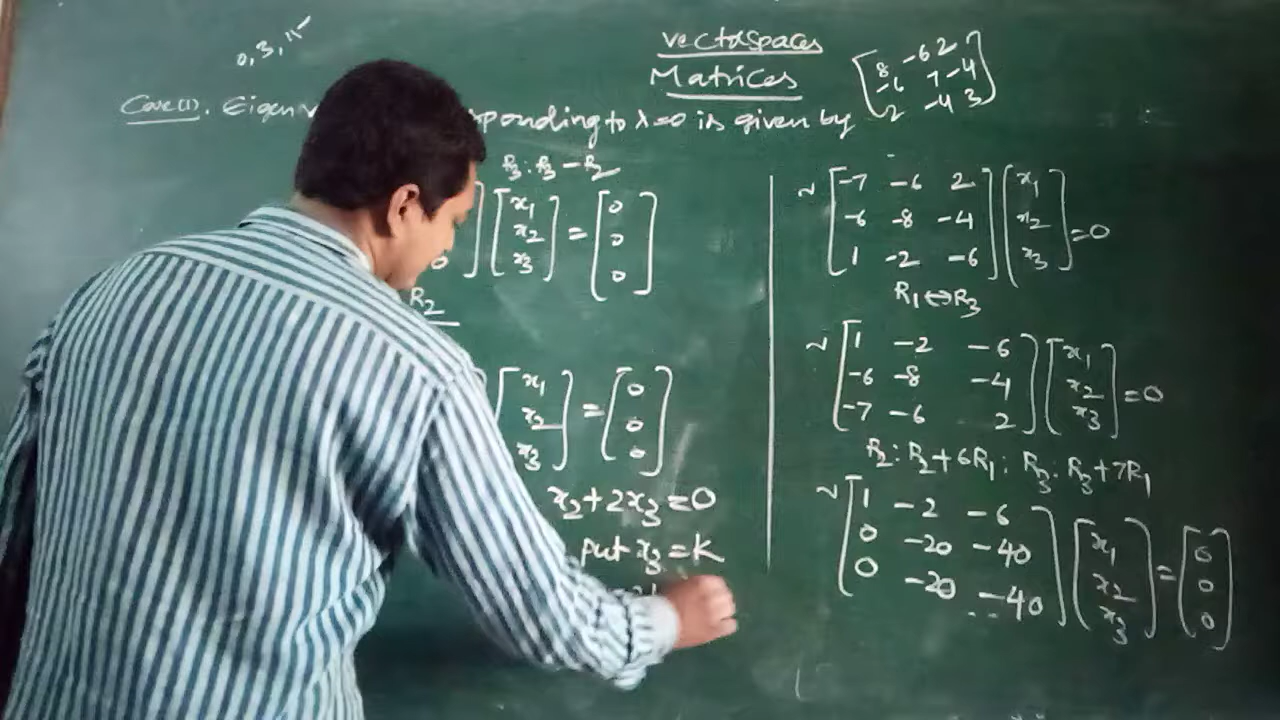 0, 3, 15
vectorspaces
Matrices
8 -6 2
-6 7 -4
2 -4 3
Case(1). Eigen
sponding to λ=0 is given by
R3: R3 - R2
[x1 x2 x3] = [0 0 0]
0
R2
[x1 x2 x3] = [0 0 0]
x2+2x3=0
put x3=K
~ [-7 -6 2
-6 -8 -4
1 -2 -6] [x1 x2 x3] =0
R1↔R3
~ [1 -2 -6
-6 -8 -4
-7 -6 2] [x1 x2 x3] =0
R2: R2+6R1: R3: R3+7R1
~ [1 -2 -6
0 -20 -40
0 -20 -40] [x1 x2 x3] = [0 0 0]